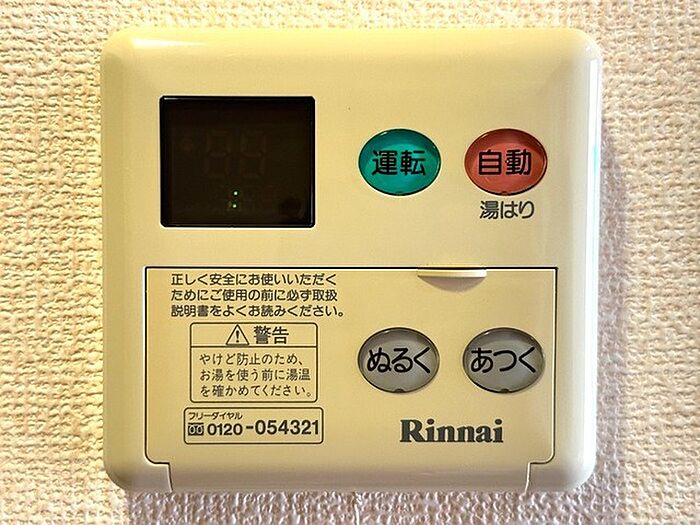 運転
自動
湯はり
正しく安全にお使いいただく
ためにご使用の前に必ず取扱
説明書をよくお読みください。
警告
やけど防止のため、
お湯を使う前に湯温
を確かめてください。
フリーダイヤル
0120-054321
ぬるく
あつく
Rinnai